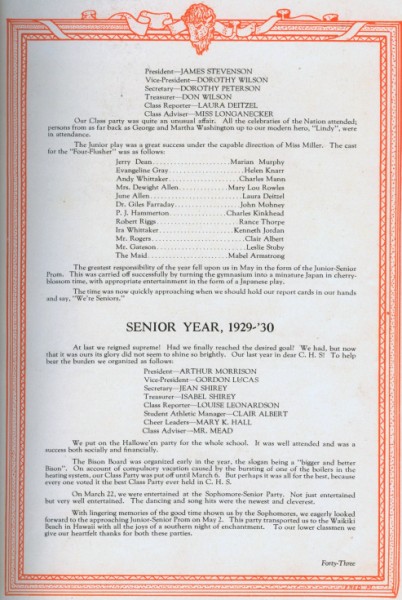 President—JAMES STEVENSON
Vice-President—DOROTHY WILSON
Secretary—DOROTHY PETERSON
Treasurer—DON WILSON
Class Reporter—LAURA DEITZEL
Class Adviser—MISS LONGANECKER
Our Class party was quite an unusual affair. All the celebrities of the Nation attended;
persons from as far back as George and Martha Washington up to our modern hero, "Lindy", were
in attendance.
The Junior play was a great success under the capable direction of Miss Miller. The cast
for the "Four-Flusher" was as follows:
Jerry Dean....................Marian Murphy
Evangeline Gray....................Helen Knarr
Andy Whittaker....................Charles Mann
Mrs. Dewight Allen....................Mary Lou Rowles
June Allen....................Laura Deitzel
Dr. Giles Farraday....................John Mohney
P. J. Hammerton....................Charles Kinkhead
Robert Riggs....................Rance Thorpe
Ira Whittaker....................Kenneth Jordan
Mr. Rogers....................Clair Albert
Mr. Gateson....................Leslie Stuby
The Maid....................Mabel Armstrong
The greatest responsibility of the year fell upon us in May in the form of the Junior-Senior
Prom. This was carried off successfully by turning the gymnasium into a minature Japan in cherry-
blossom time, with appropriate entertainment in the form of a Japanese play.
The time was now quickly approaching when we should hold our report cards in our hands
and say, "We're Seniors."
SENIOR YEAR, 1929-'30
At last we reigned supreme! Had we finally reached the desired goal? We had, but now
that it was ours its glory did not seem to shine so brightly. Our last year in dear C. H. S! To help
bear the burden we organized as follows:
President—ARTHUR MORRISON
Vice-President—GORDON LUCAS
Secretary—JEAN SHIREY
Treasurer—ISABEL SHIREY
Class Reporter—LOUISE LEONARDSON
Student Athletic Manager—CLAIR ALBERT
Cheer Leaders—MARY K. HALL
Class Adviser—MR. MEAD
We put on the Hallowe'en party for the whole school. It was well attended and was a
success both socially and financially.
The Bison Board was organized early in the year, the slogan being a "bigger and better
Bison". On account of compulsory vacation caused by the bursting of one of the boilers in the
heating system, our Class Party was put off until March 6. But perhaps it was all for the best, because
every one voted it the best Class Party ever held in C. H. S.
On March 22, we were entertained at the Sophomore-Senior Party. Not just entertained
but very well entertained. The dancing and song hits were the newest and cleverest.
With lingering memories of the good time shown us by the Sophomores, we eagerly looked
forward to the approaching Junior-Senior Prom on May 2. This party transported us to the Waikiki
Beach in Hawaii with all the joys of a southern night of enchantment. To our lower classmen we
give our heartfelt thanks for both these parties.
Forty-Three